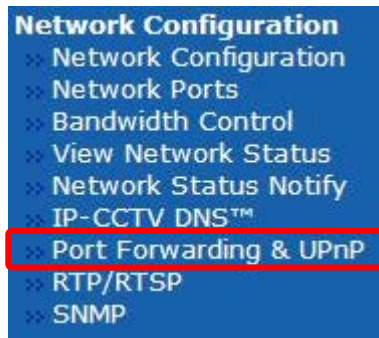 Network Configuration
» Network Configuration
» Network Ports
» Bandwidth Control
» View Network Status
» Network Status Notify
» IP-CCTV DNS™
» Port Forwarding & UPnP
» RTP/RTSP
» SNMP